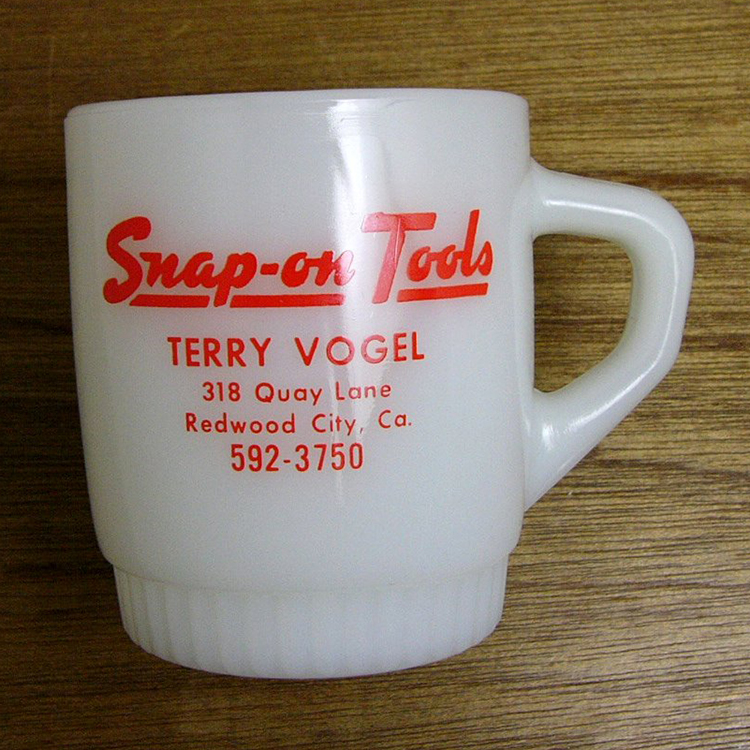 Snap-on Tools
TERRY VOGEL
318 Quay Lane
Redwood City, Ca.
592-3750